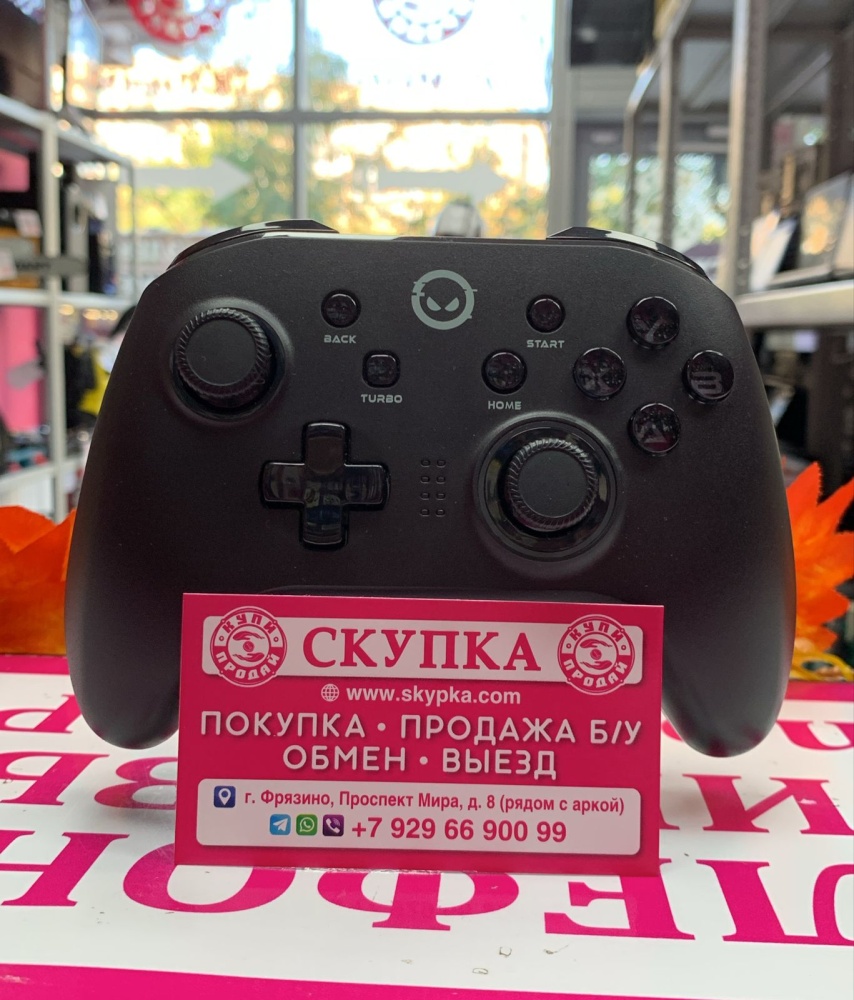 BACK
START
TURBO
HOME
Y
X
B
A
КУПИ
ПРОДАЙ
СКУПКА
КУПИ
ПРОДАЙ
www.skypka.com
ПОКУПКА • ПРОДАЖА Б/У
ОБМЕН • ВЫЕЗД
г. Фрязино, Проспект Мира, д. 8 (рядом с аркой)
+7 929 66 900 99